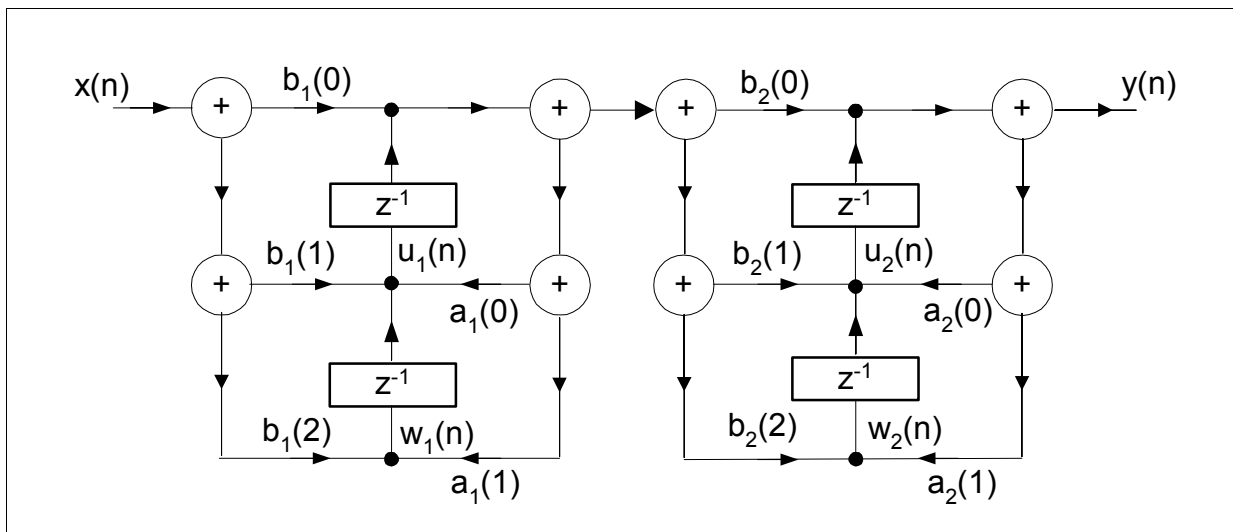 x(n) + b₁(0) + + b₂(0) + y(n)
z⁻¹ z⁻¹
+ b₁(1) u₁(n) a₁(0) + + b₂(1) u₂(n) a₂(0) +
z⁻¹ z⁻¹
b₁(2) w₁(n) a₁(1) b₂(2) w₂(n) a₂(1)